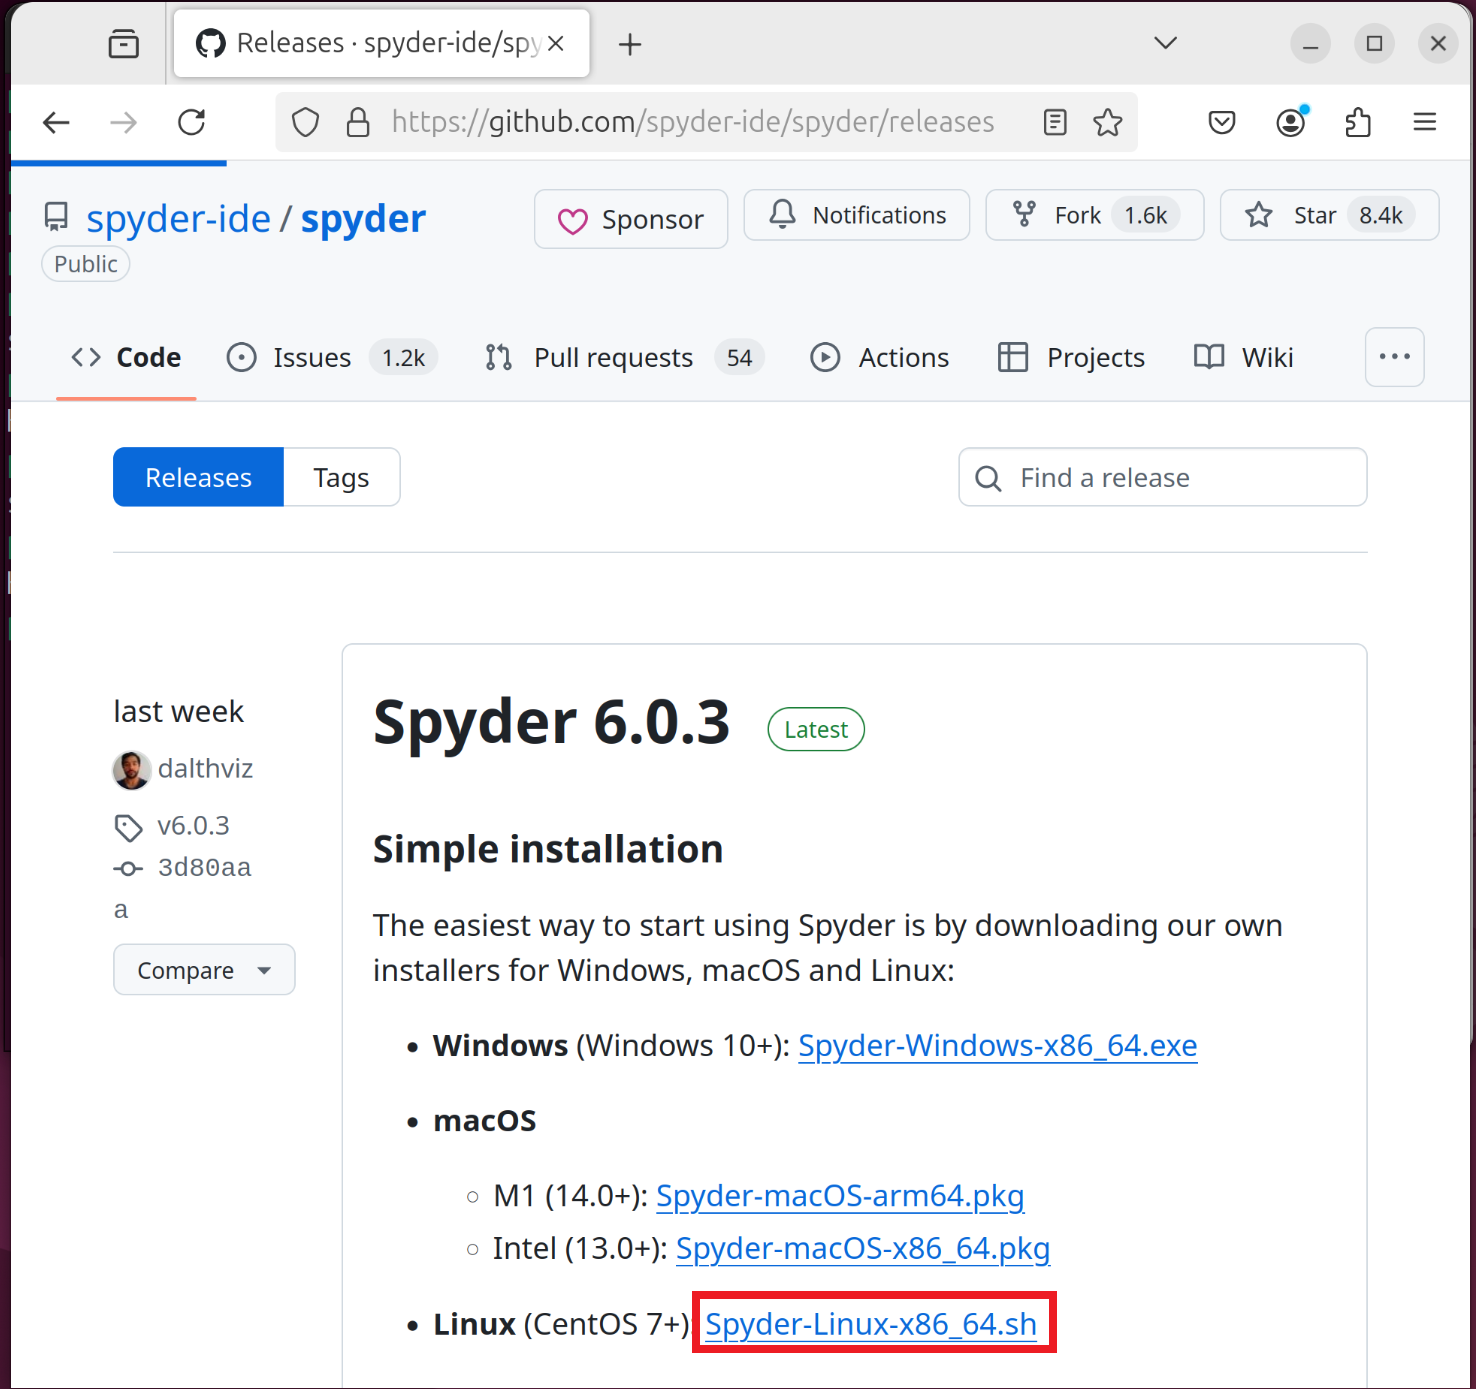 Releases · spyder-ide/spy
https://github.com/spyder-ide/spyder/releases
spyder-ide / spyder
Public
Sponsor
Notifications
Fork 1.6k
Star 8.4k
Code
Issues 1.2k
Pull requests 54
Actions
Projects
Wiki
Releases
Tags
Find a release
last week
dalthviz
v6.0.3
3d80aa
a
Compare
Spyder 6.0.3 Latest
Simple installation
The easiest way to start using Spyder is by downloading our own
installers for Windows, macOS and Linux:
• Windows (Windows 10+): Spyder-Windows-x86_64.exe
• macOS
○ M1 (14.0+): Spyder-macOS-arm64.pkg
○ Intel (13.0+): Spyder-macOS-x86_64.pkg
• Linux (CentOS 7+): Spyder-Linux-x86_64.sh